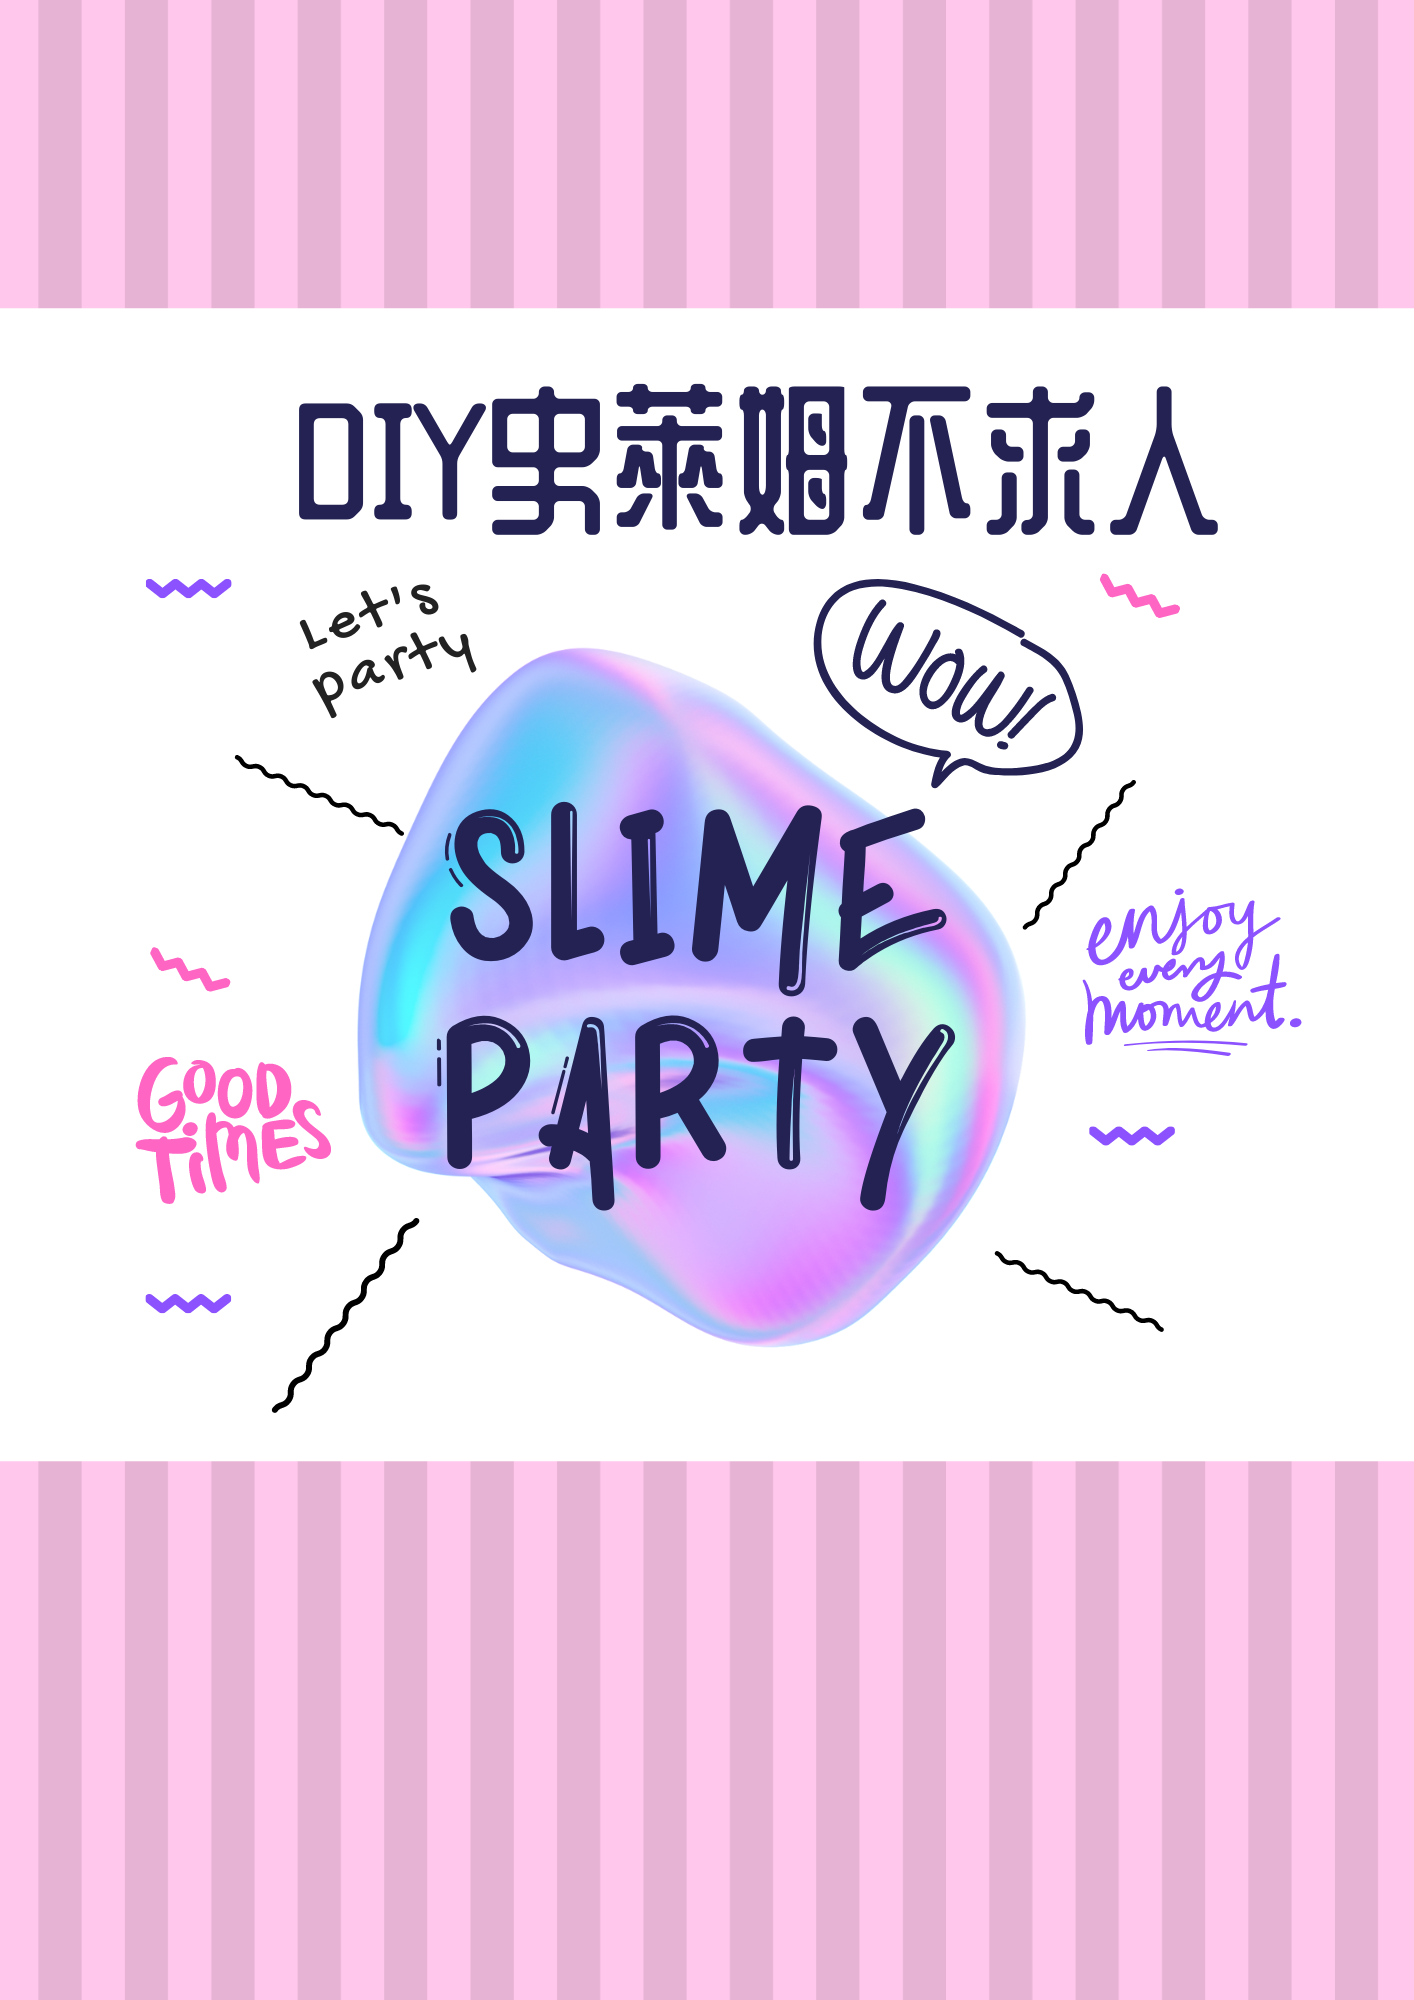 DIY史萊姆不求人
Let's
party
WOW!
SLIME
PARTY
enjoy
every
moment.
GOOD
TiMES